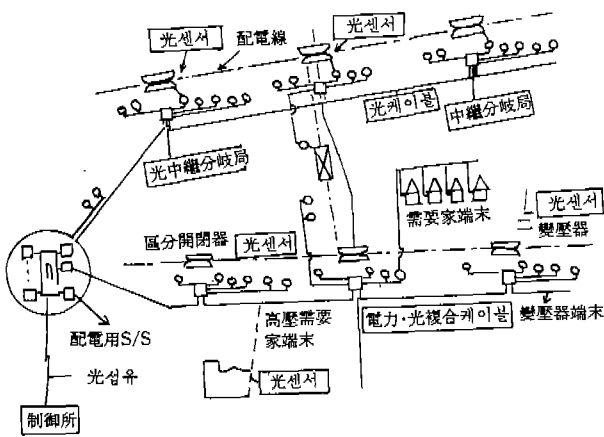 光센서
配電線
光센서
光케이블
中繼分岐局
光中繼分岐局
需要家端末
光센서
變壓器
區分開閉器
光센서
配電用S/S
高壓需要
家端末
電力·光複合케이블
變壓器端末
光섬유
光센서
制御所